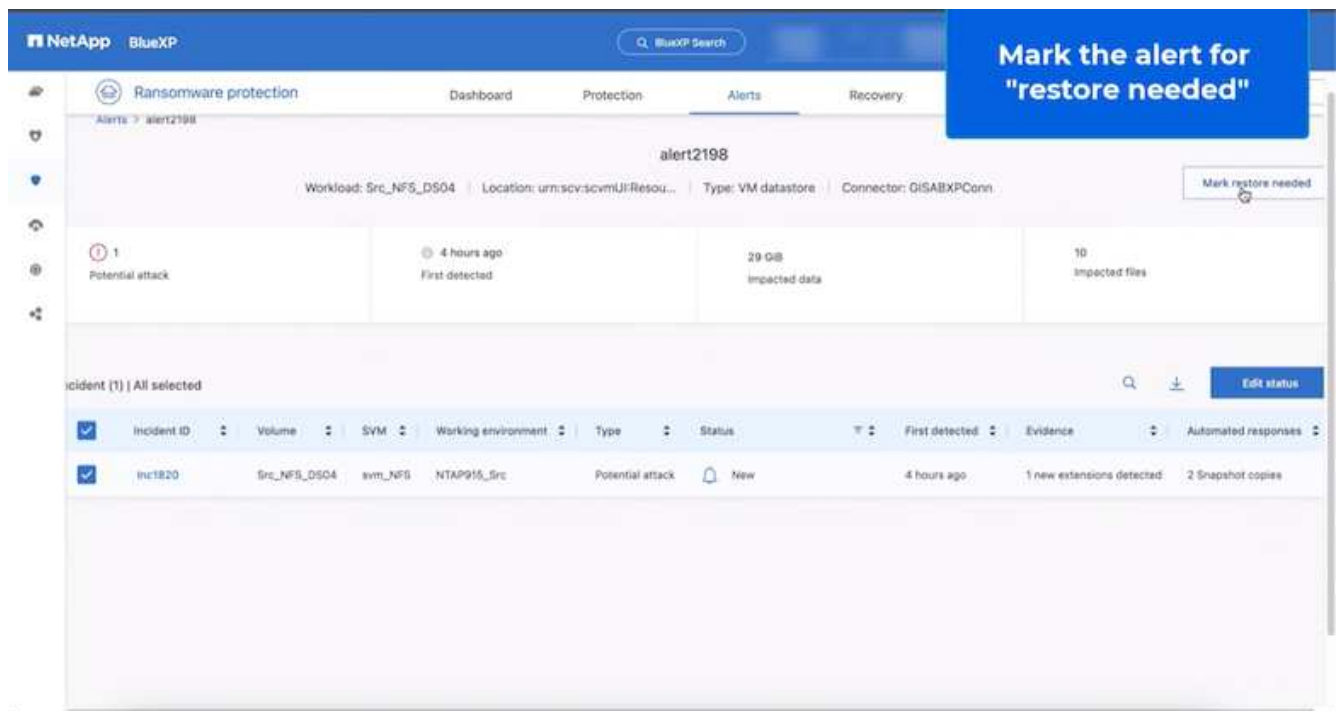 NetApp BlueXP
BlueXP Search
Mark the alert for
"restore needed"
Ransomware protection Dashboard Protection Alerts Recovery
Alerts > alert2198
alert2198
Workload: Src_NFS_DS04 Location: urn:scv:scvmUI:Resou... Type: VM datastore Connector: GISABXPConn
Mark restore needed
1
Potential attack
4 hours ago
First detected
29 GiB
Impacted data
10
Impacted files
cident (1) | All selected
Edit status
Incident ID Volume SVM Working environment Type Status First detected Evidence Automated responses
Inc1820 Src_NFS_DS04 svm_NFS NTAP915_Src Potential attack New 4 hours ago 1 new extensions detected 2 Snapshot copies